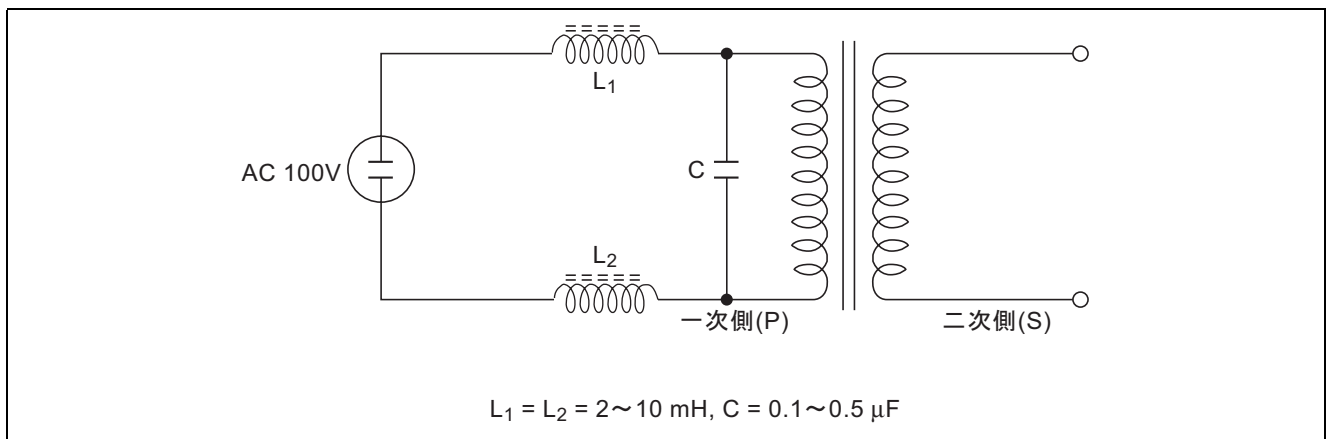 L1
AC 100V
C
L2
一次側(P)
二次側(S)
L1 = L2 = 2～10 mH, C = 0.1～0.5 μF